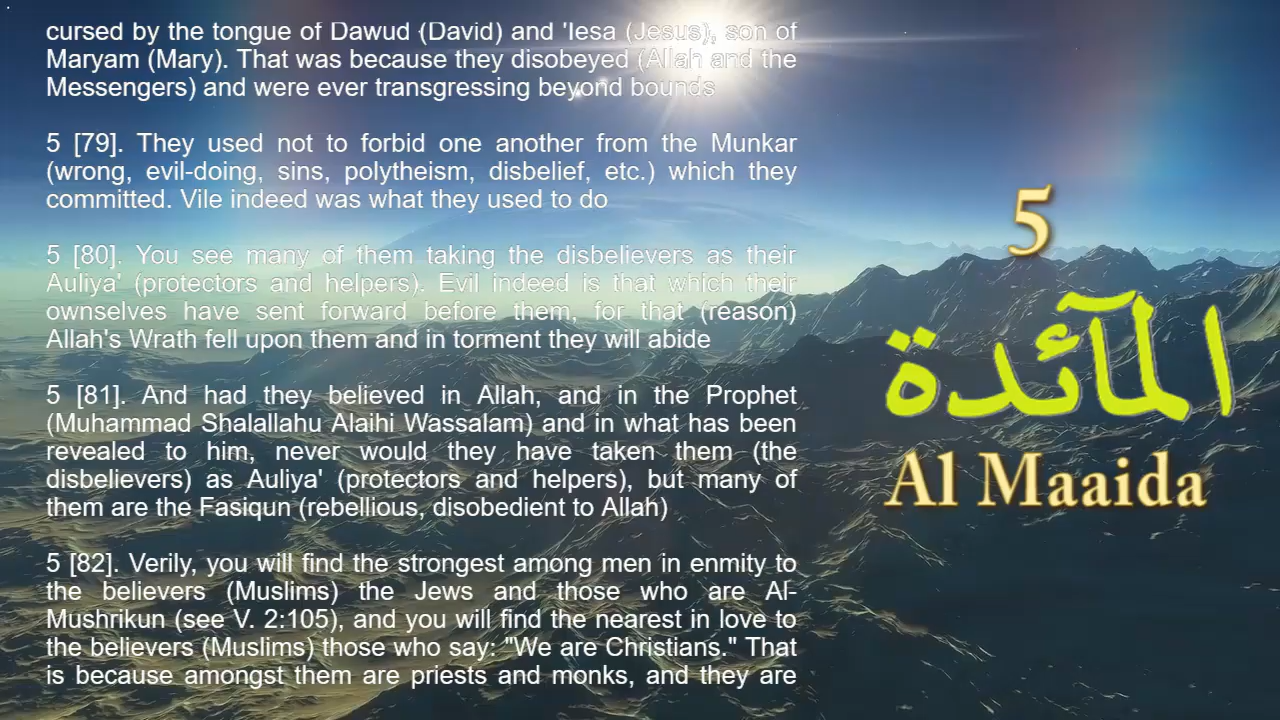 cursed by the tongue of Dawud (David) and 'Iesa (Jesus), son of
Maryam (Mary). That was because they disobeyed (Allah and the
Messengers) and were ever transgressing beyond bounds
5 [79]. They used not to forbid one another from the Munkar
(wrong, evil-doing, sins, polytheism, disbelief, etc.) which they
committed. Vile indeed was what they used to do
5 [80]. You see many of them taking the disbelievers as their
Auliya' (protectors and helpers). Evil indeed is that which their
ownselves have sent forward before them, for that (reason)
Allah's Wrath fell upon them and in torment they will abide
5 [81]. And had they believed in Allah, and in the Prophet
(Muhammad Shalallahu Alaihi Wassalam) and in what has been
revealed to him, never would they have taken them (the
disbelievers) as Auliya' (protectors and helpers), but many of
them are the Fasiqun (rebellious, disobedient to Allah)
5 [82]. Verily, you will find the strongest among men in enmity to
the believers (Muslims) the Jews and those who are Al-
Mushrikun (see V. 2:105), and you will find the nearest in love to
the believers (Muslims) those who say: "We are Christians." That
is because amongst them are priests and monks, and they are
5
المآئدة
Al Maaida